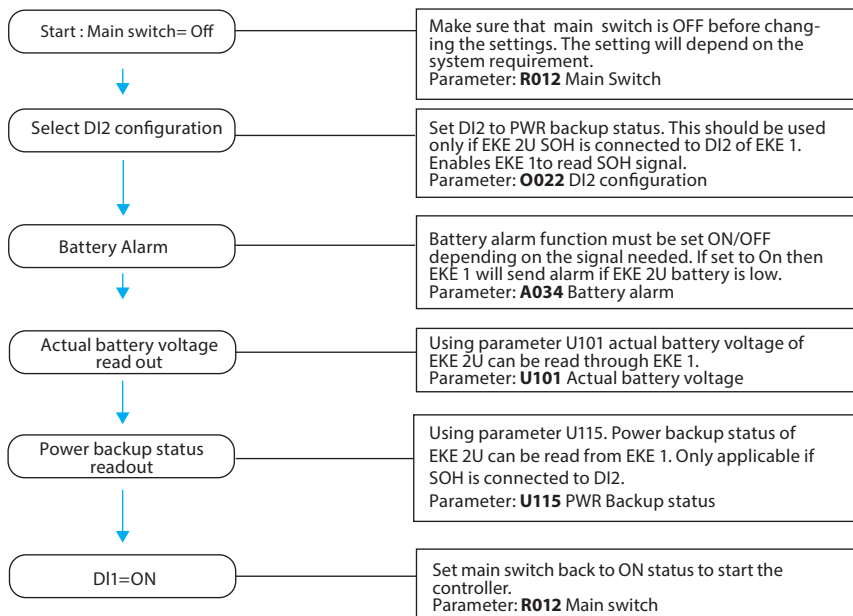 Start : Main switch= Off
Make sure that main switch is OFF before chang-
ing the settings. The setting will depend on the
system requirement.
Parameter: R012 Main Switch
Select DI2 configuration
Set DI2 to PWR backup status. This should be used
only if EKE 2U SOH is connected to DI2 of EKE 1.
Enables EKE 1to read SOH signal.
Parameter: O022 DI2 configuration
Battery Alarm
Battery alarm function must be set ON/OFF
depending on the signal needed. If set to On then
EKE 1 will send alarm if EKE 2U battery is low.
Parameter: A034 Battery alarm
Actual battery voltage
read out
Using parameter U101 actual battery voltage of
EKE 2U can be read through EKE 1.
Parameter: U101 Actual battery voltage
Power backup status
readout
Using parameter U115. Power backup status of
EKE 2U can be read from EKE 1. Only applicable if
SOH is connected to DI2.
Parameter: U115 PWR Backup status
DI1=ON
Set main switch back to ON status to start the
controller.
Parameter: R012 Main switch